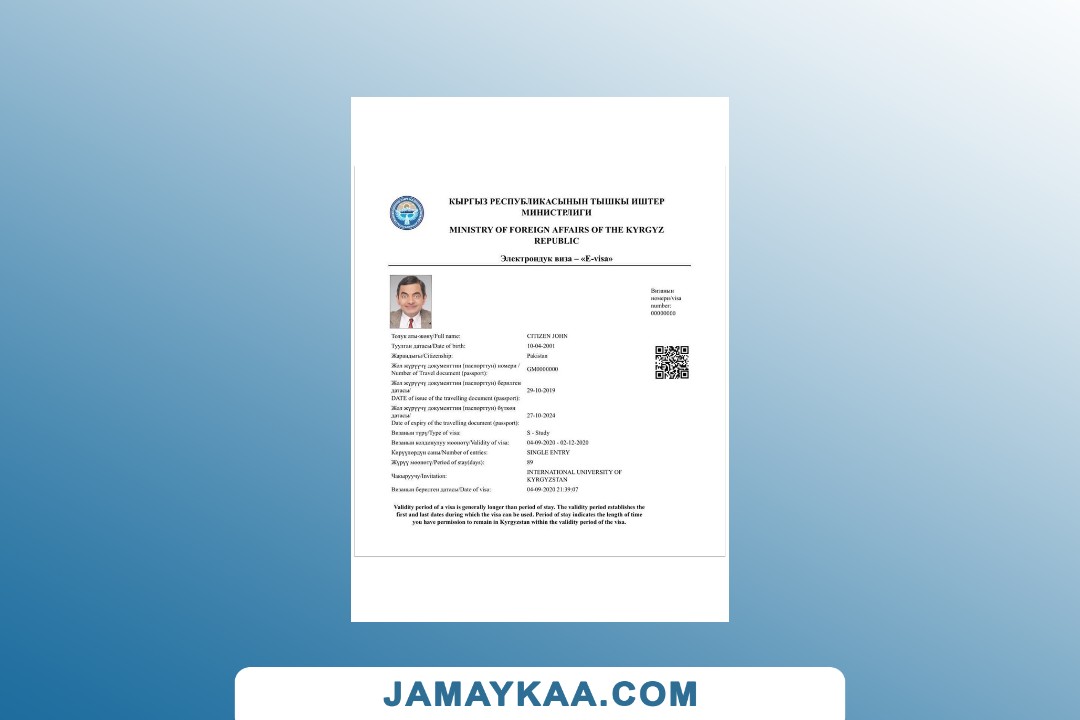 КЫРГЫЗ РЕСПУБЛИКАСЫНЫН ТЫШКЫ ИШТЕР
МИНИСТРЛИГИ
MINISTRY OF FOREIGN AFFAIRS OF THE KYRGYZ
REPUBLIC
Электрондук виза – «E-visa»
Визанын
номери/visa
number:
00000000
Толук аты-жөнү/Full name: CITIZEN JOHN
Туулган датасы/Date of birth: 10-04-2001
Жарандыгы/Citizenship: Pakistan
Жол жүрүүчү документтин (паспорттун) номери /
Number of Travel document (passport): GM0000000
Жол жүрүүчү документтин (паспорттун) берилген
датасы/
DATE of issue of the travelling document (passport): 29-10-2019
Жол жүрүүчү документтин (паспорттун) бүткөн
датасы/
Date of expiry of the travelling document (passport): 27-10-2024
Визанын түрү/Type of visa: S - Study
Визанын колдонулуу мөөнөтү/Validity of visa: 04-09-2020 - 02-12-2020
Кирүүлөрдүн саны/Number of entries: SINGLE ENTRY
Жүрүү мөөнөтү/Period of stay(days): 89
Чакыруучу/Invitation: INTERNATIONAL UNIVERSITY OF
KYRGYZSTAN
Визанын берилген датасы/Date of visa: 04-09-2020 21:39:07
Validity period of a visa is generally longer than period of stay. The validity period establishes the
first and last dates during which the visa can be used. Period of stay indicates the length of time
you have permission to remain in Kyrgyzstan within the validity period of the visa.
JAMAYKAA.COM